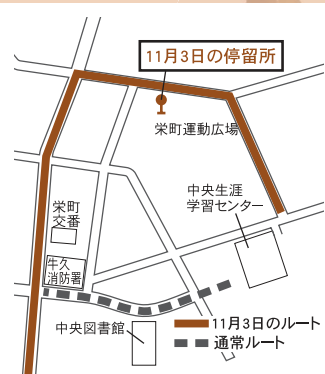 11月3日の停留所
栄町運動広場
中央生涯
学習センター
栄町
交番
牛久
消防署
中央図書館
11月3日のルート
通常ルート